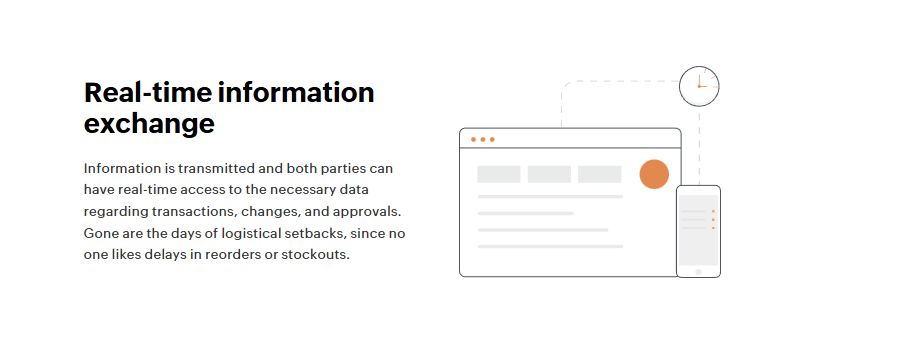 Real-time information
exchange
Information is transmitted and both parties can
have real-time access to the necessary data
regarding transactions, changes, and approvals.
Gone are the days of logistical setbacks, since no
one likes delays in reorders or stockouts.